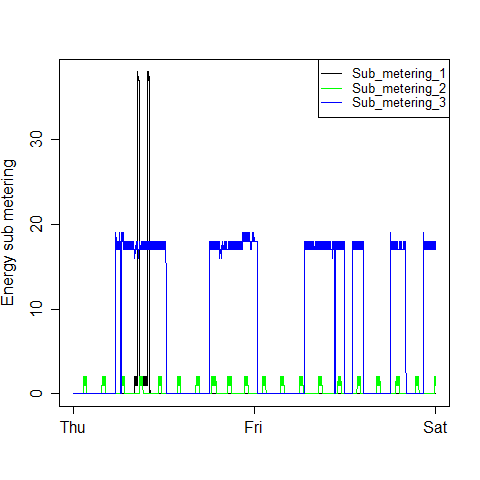 Sub_metering_1
Sub_metering_2
Sub_metering_3
Energy sub metering
30
20
10
0
Thu Fri Sat